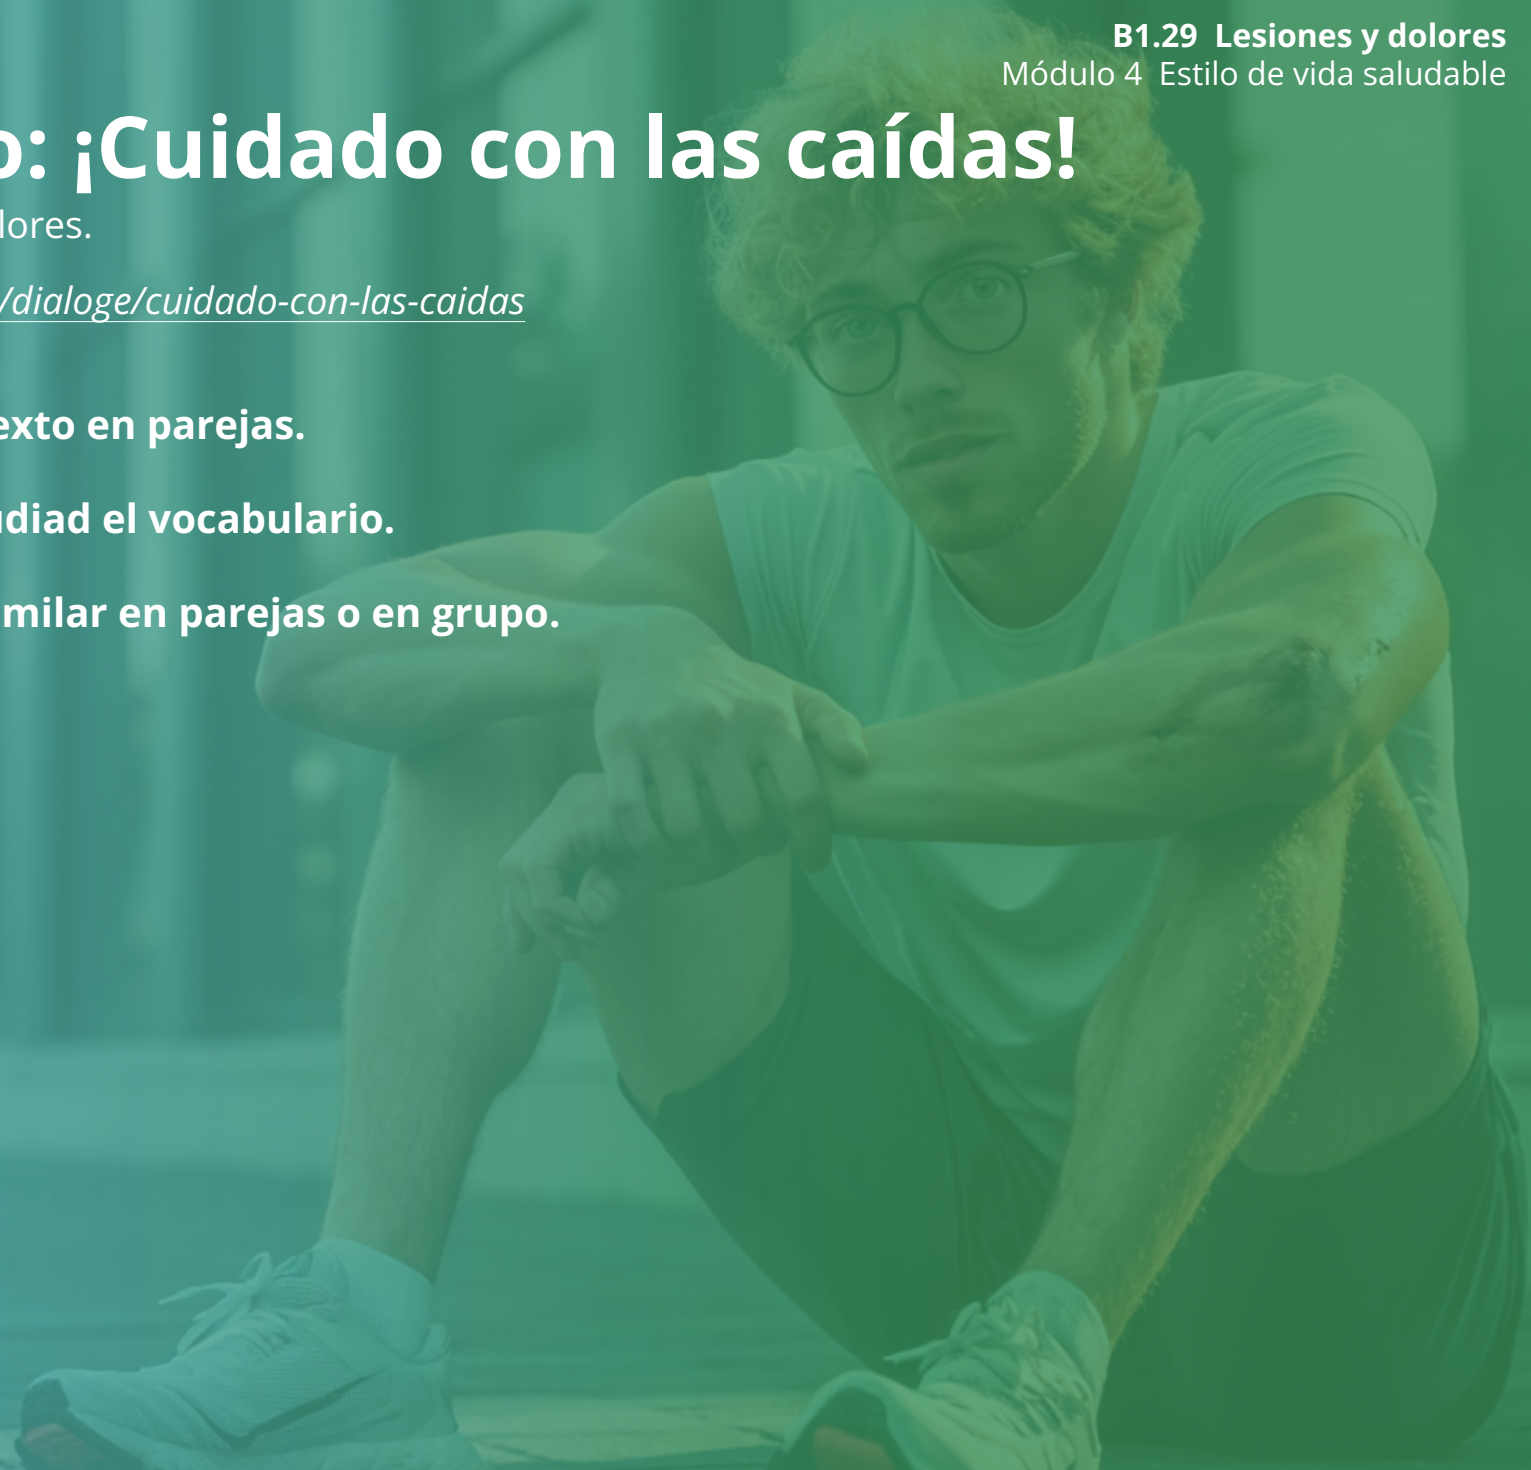 B1.29 Lesiones y dolores
Módulo 4 Estilo de vida saludable
o: ¡Cuidado con las caídas!
lores.
/dialoge/cuidado-con-las-caidas
exto en parejas.
udiad el vocabulario.
milar en parejas o en grupo.